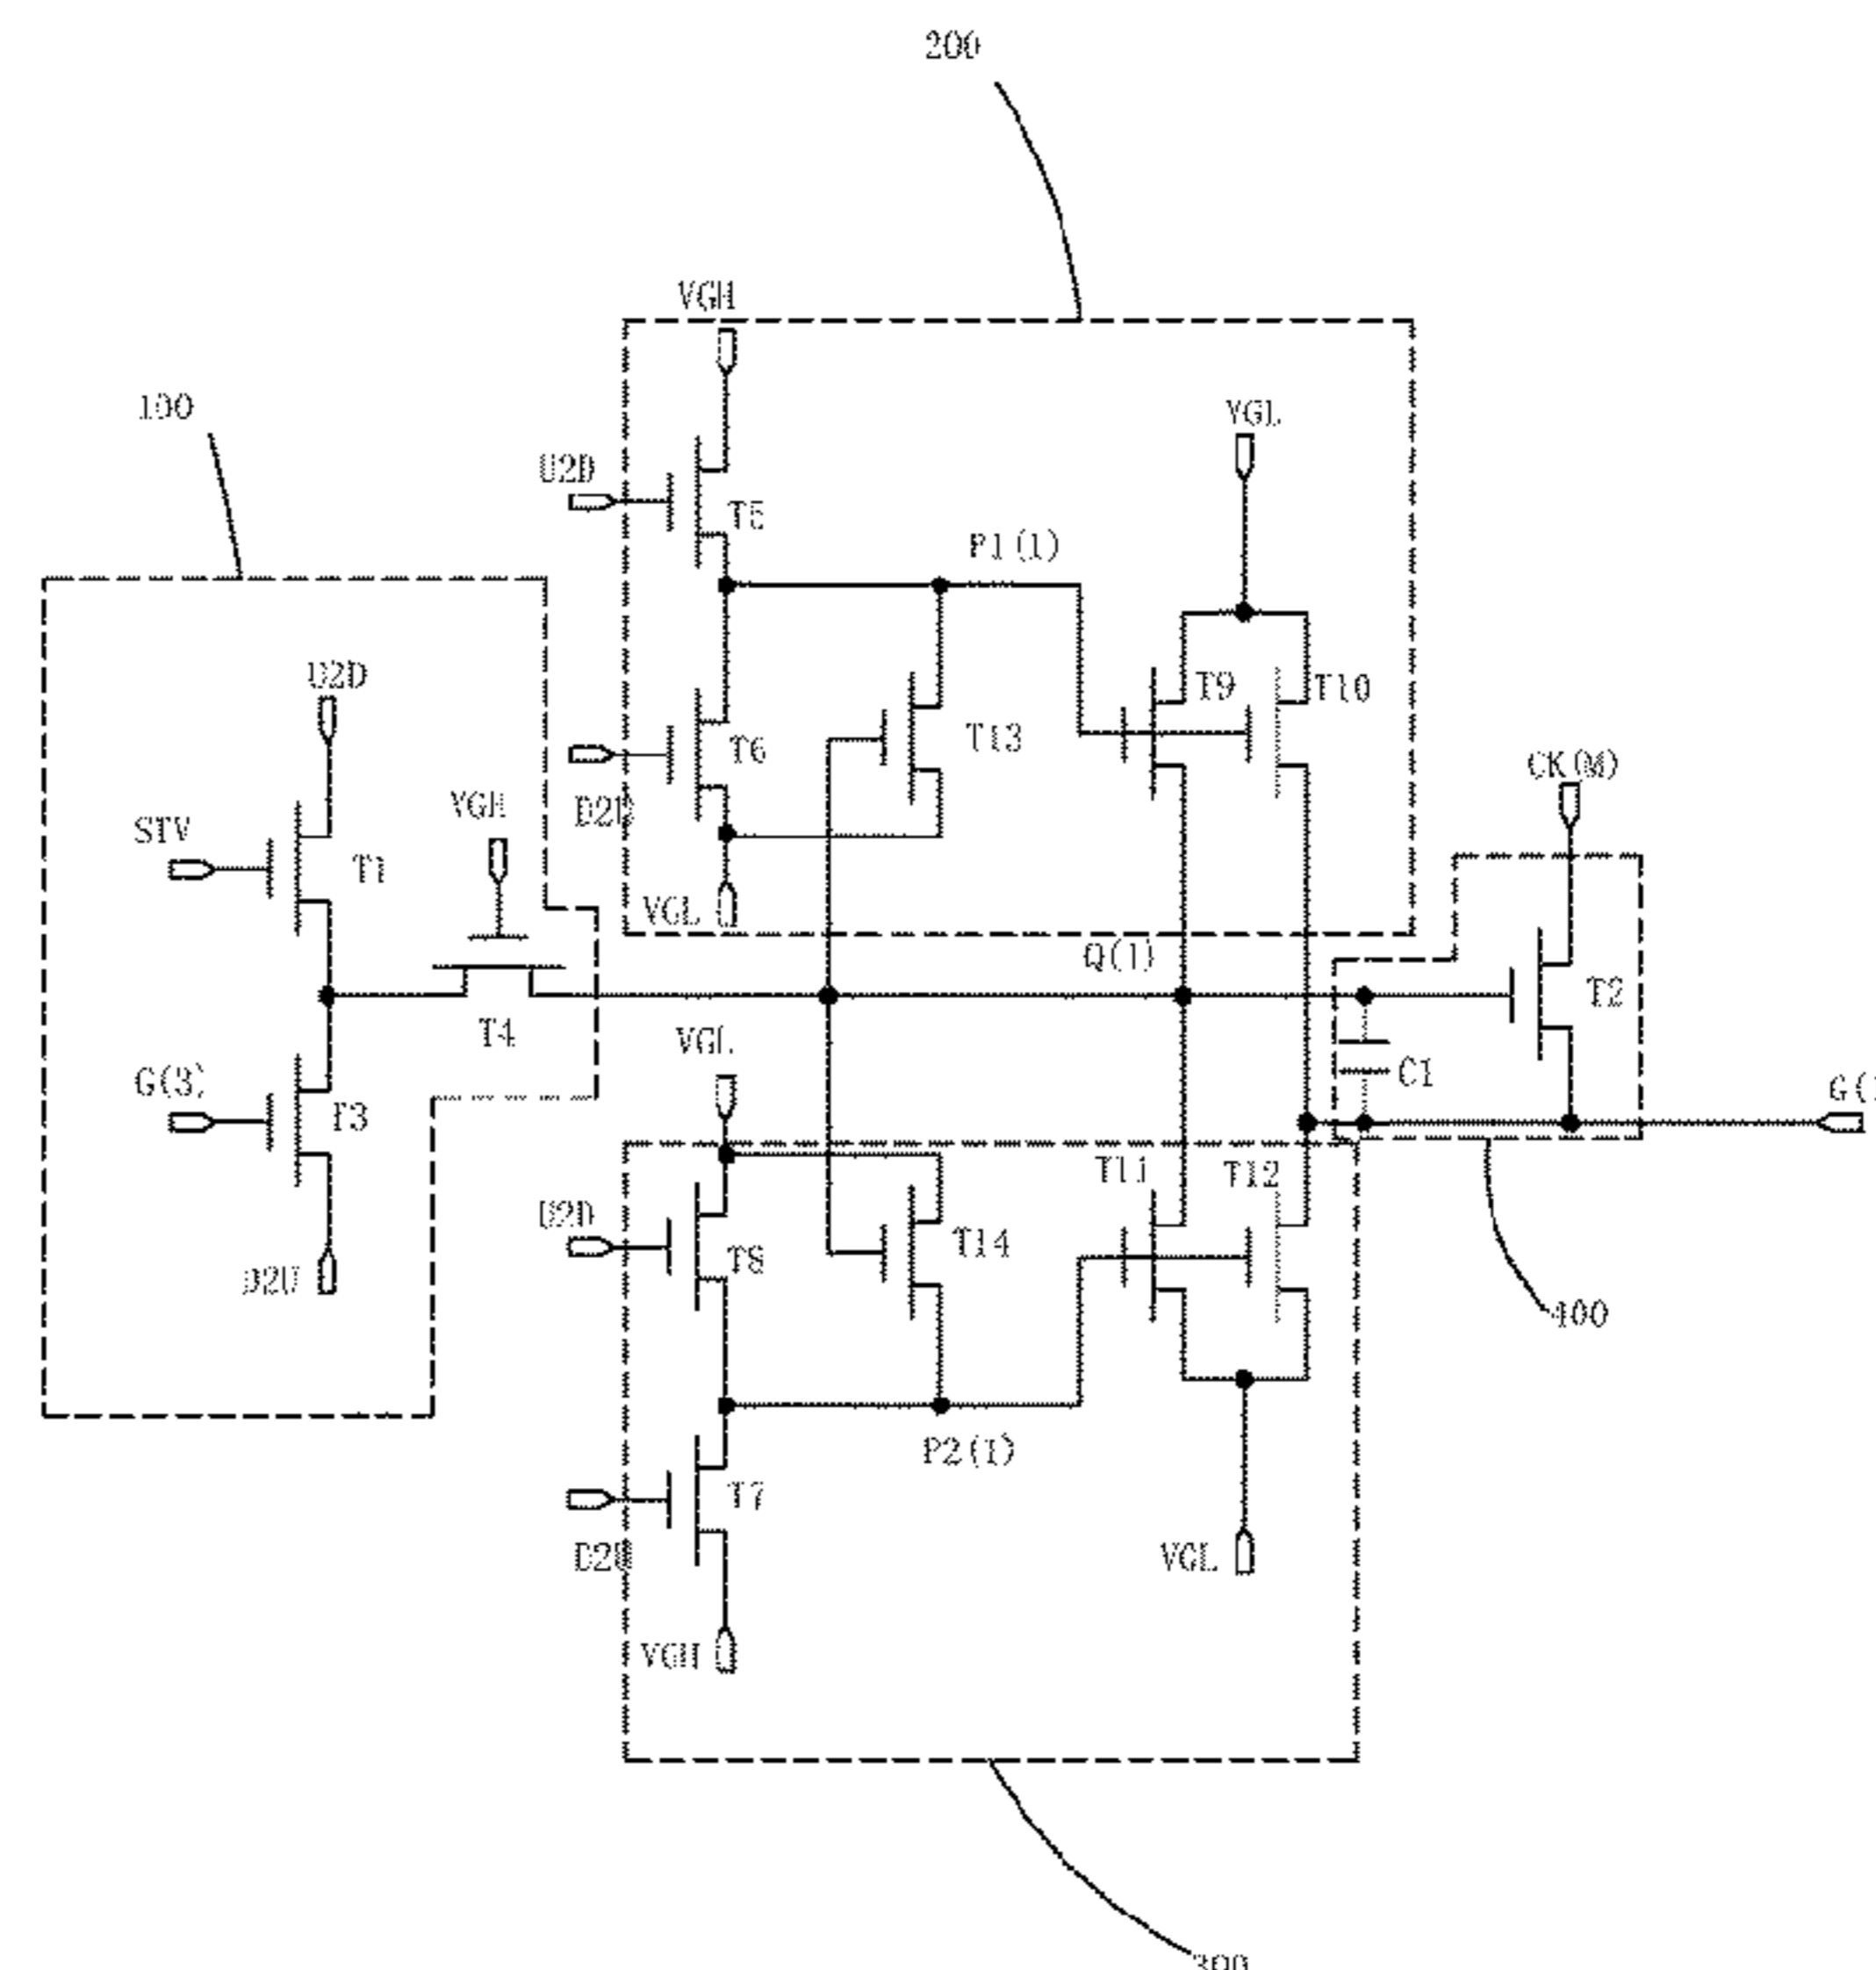 200
VGH
100
VGL
U2D
T5
P1(1)
U2D
T9
T10
T6
T13
CK(M)
VGH
STV
D2U
T1
VGL
Q(1)
T2
T4
VGL
C1
G(3)
T3
G(
T11
T12
U2D
T14
T8
D2U
400
P2(1)
T7
D2U
VGL
VGH
300